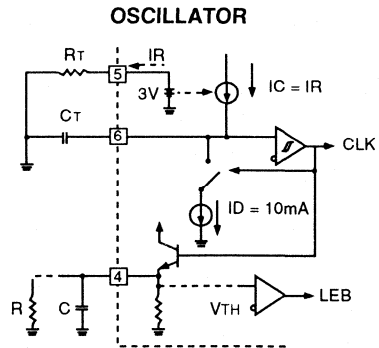 OSCILLATOR
RT
5
IR
3V
IC = IR
CT
6
CLK
ID = 10mA
4
R
C
VTH
LEB